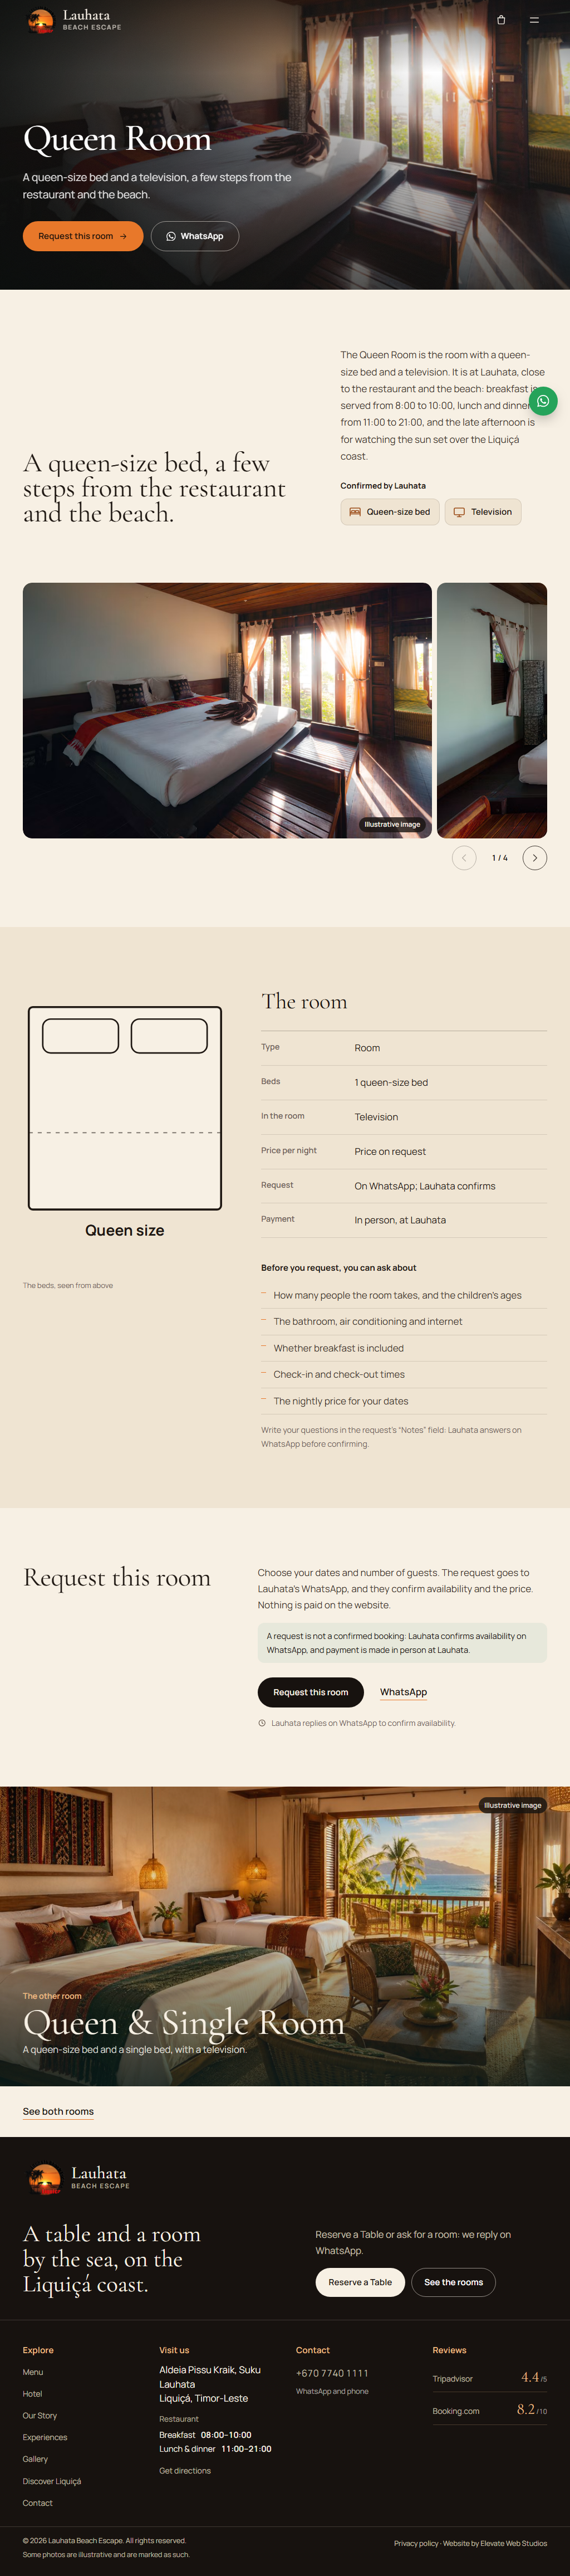 Lauhata
BEACH ESCAPE
Queen Room
A queen-size bed and a television, a few steps from the
restaurant and the beach.
Request this room
WhatsApp
The Queen Room is the room with a queen-
size bed and a television. It is at Lauhata, close
to the restaurant and the beach: breakfast is
served from 8:00 to 10:00, lunch and dinner
from 11:00 to 21:00, and the late afternoon is
for watching the sun set over the Liquiçá
coast.
A queen-size bed, a few
steps from the restaurant
and the beach.
Confirmed by Lauhata
Queen-size bed
Television
Illustrative image
1 / 4
Queen size
The beds, seen from above
The room
Type Room
Beds 1 queen-size bed
In the room Television
Price per night Price on request
Request On WhatsApp; Lauhata confirms
Payment In person, at Lauhata
Before you request, you can ask about
How many people the room takes, and the children's ages
The bathroom, air conditioning and internet
Whether breakfast is included
Check-in and check-out times
The nightly price for your dates
Write your questions in the request's “Notes” field: Lauhata answers on
WhatsApp before confirming.
Request this room
Choose your dates and number of guests. The request goes to
Lauhata's WhatsApp, and they confirm availability and the price.
Nothing is paid on the website.
A request is not a confirmed booking: Lauhata confirms availability on
WhatsApp, and payment is made in person at Lauhata.
Request this room
WhatsApp
Lauhata replies on WhatsApp to confirm availability.
Illustrative image
The other room
Queen & Single Room
A queen-size bed and a single bed, with a television.
See both rooms
Lauhata
BEACH ESCAPE
A table and a room
by the sea, on the
Liquiçá coast.
Reserve a Table or ask for a room: we reply on
WhatsApp.
Reserve a Table
See the rooms
Explore
Menu
Hotel
Our Story
Experiences
Gallery
Discover Liquiçá
Contact
Visit us
Aldeia Pissu Kraik, Suku
Lauhata
Liquiçá, Timor-Leste
Restaurant
Breakfast 08:00–10:00
Lunch & dinner 11:00–21:00
Get directions
Contact
+670 7740 1111
WhatsApp and phone
Reviews
Tripadvisor 4.4 /5
Booking.com 8.2 /10
© 2026 Lauhata Beach Escape. All rights reserved.
Some photos are illustrative and are marked as such.
Privacy policy · Website by Elevate Web Studios